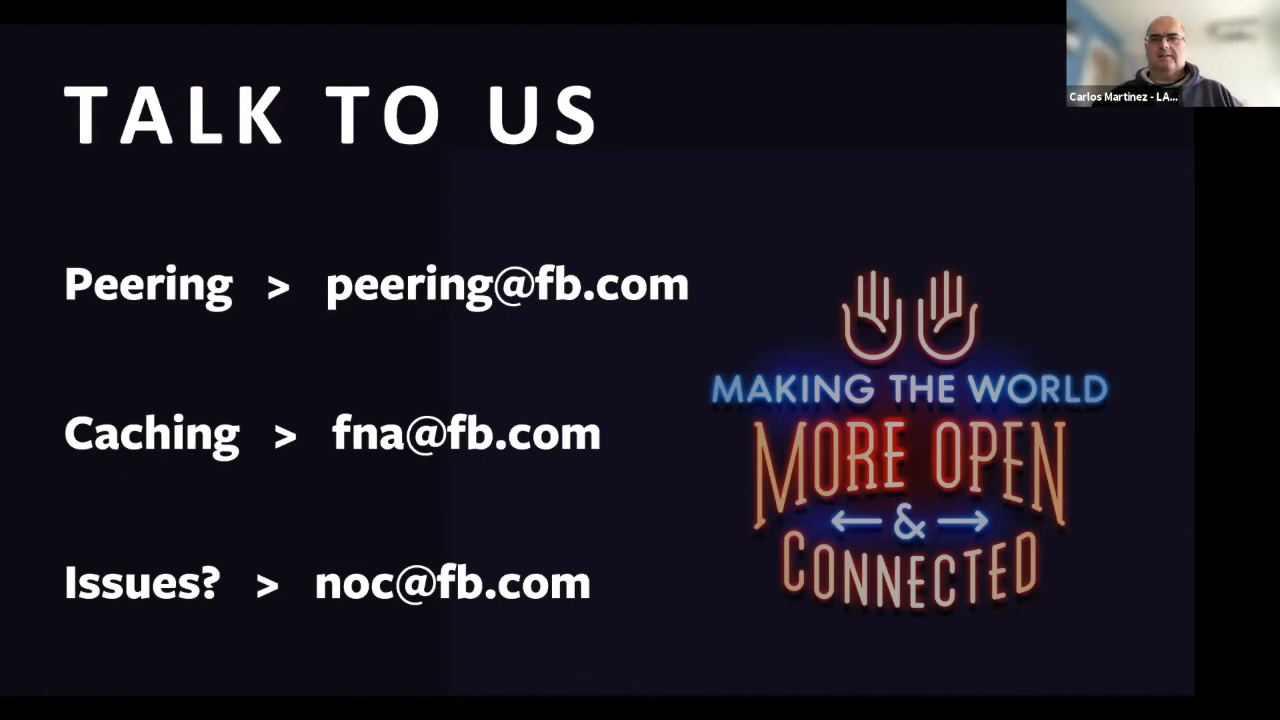 TALK TO US
Carlos Martinez - LA...
Peering > peering@fb.com
Caching > fna@fb.com
Issues? > noc@fb.com
MAKING THE WORLD
MORE OPEN
← & →
CONNECTED